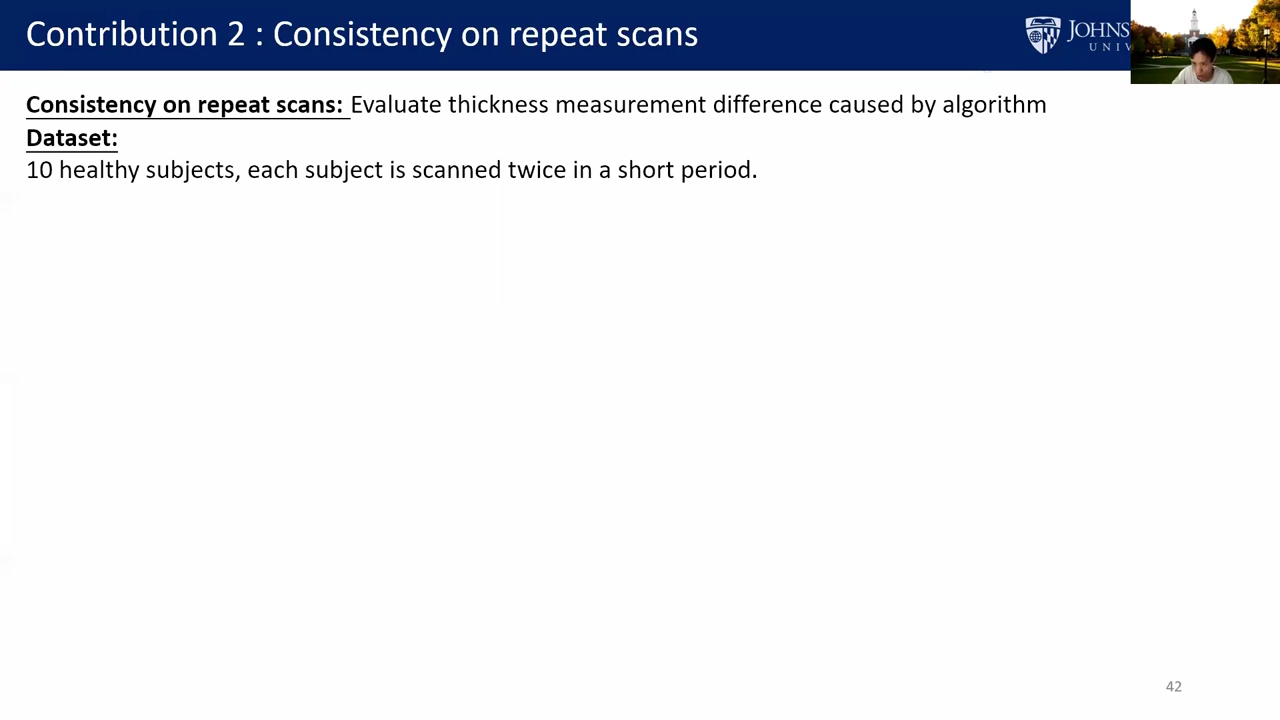 Contribution 2 : Consistency on repeat scans
Consistency on repeat scans: Evaluate thickness measurement difference caused by algorithm
Dataset:
10 healthy subjects, each subject is scanned twice in a short period.
42